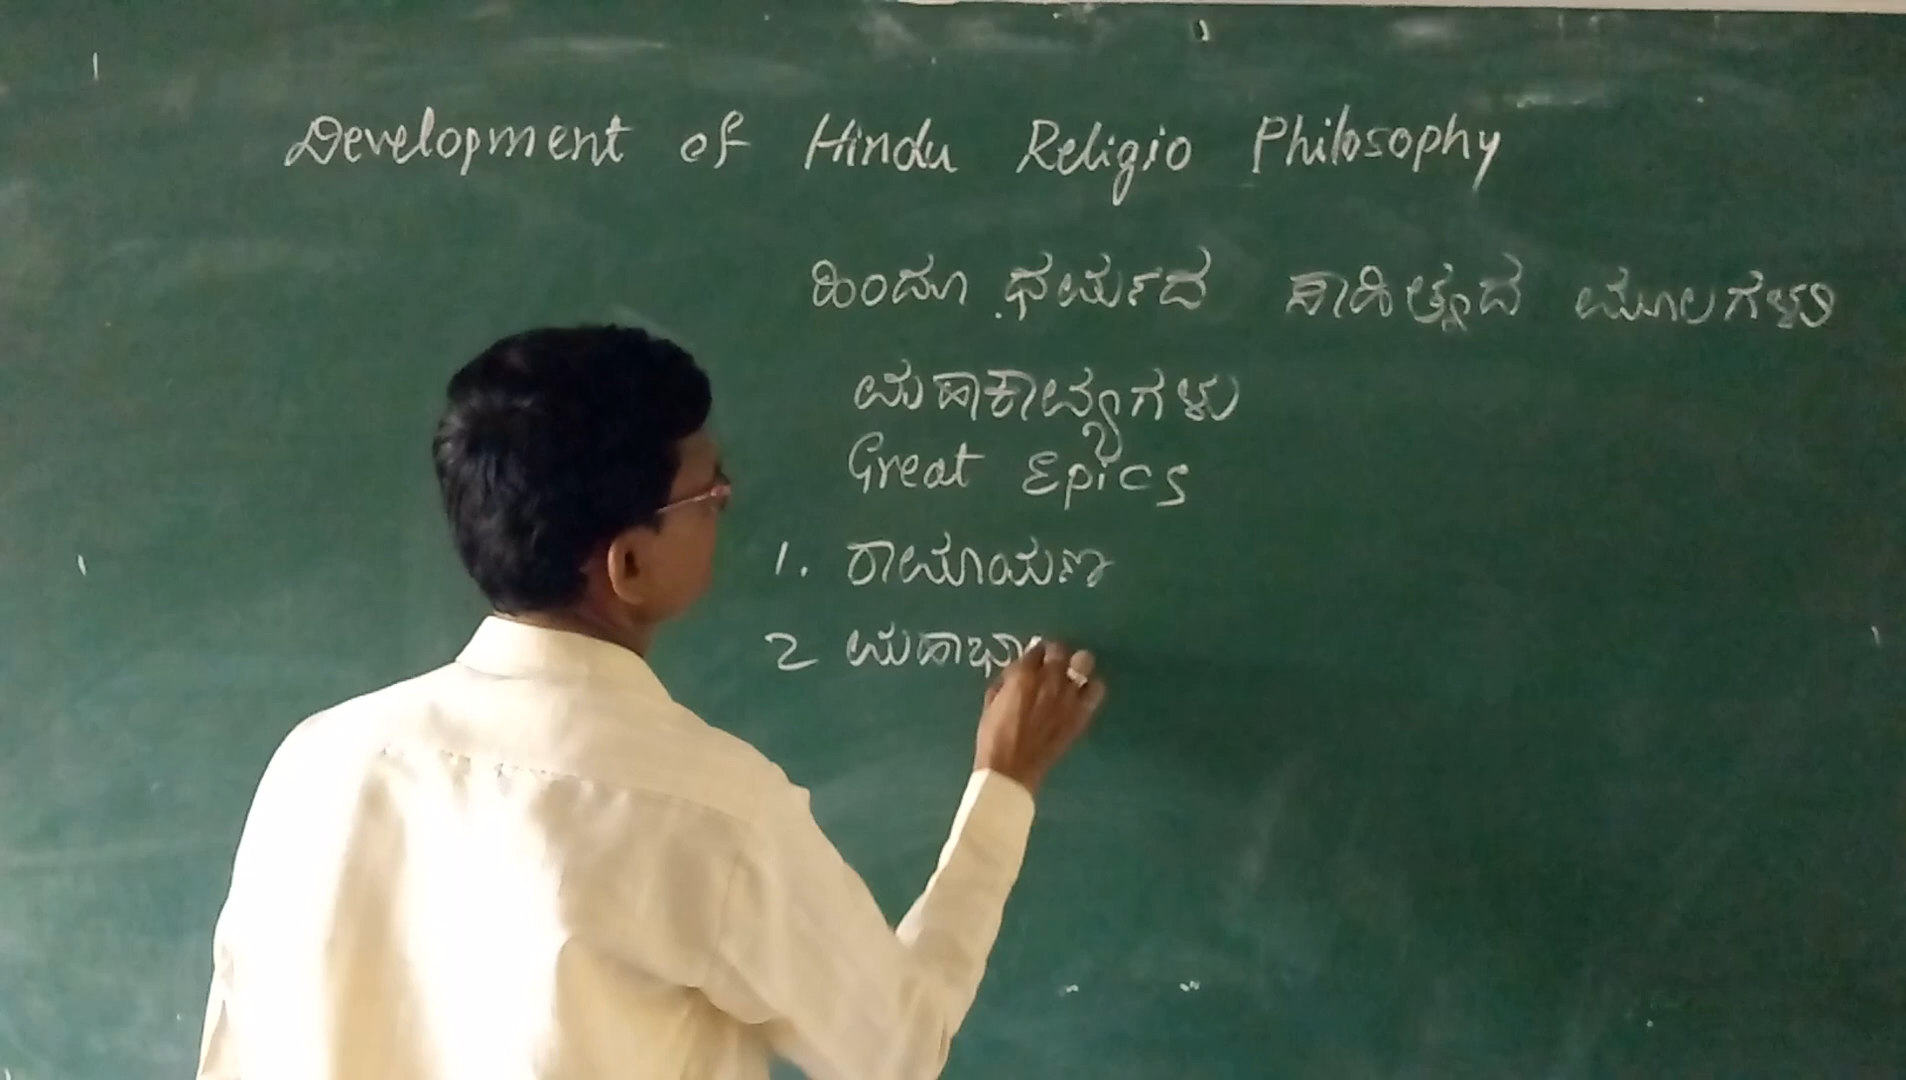 Development of Hindu Religio Philosophy
ಹಿಂದೂ ಧರ್ಮದ ಸಾಹಿತ್ಯದ ಮೂಲಗಳು
ಮಹಾಕಾವ್ಯಗಳು
Great Epics
1. ರಾಮಾಯಣ
2 ಮಹಾಭಾ